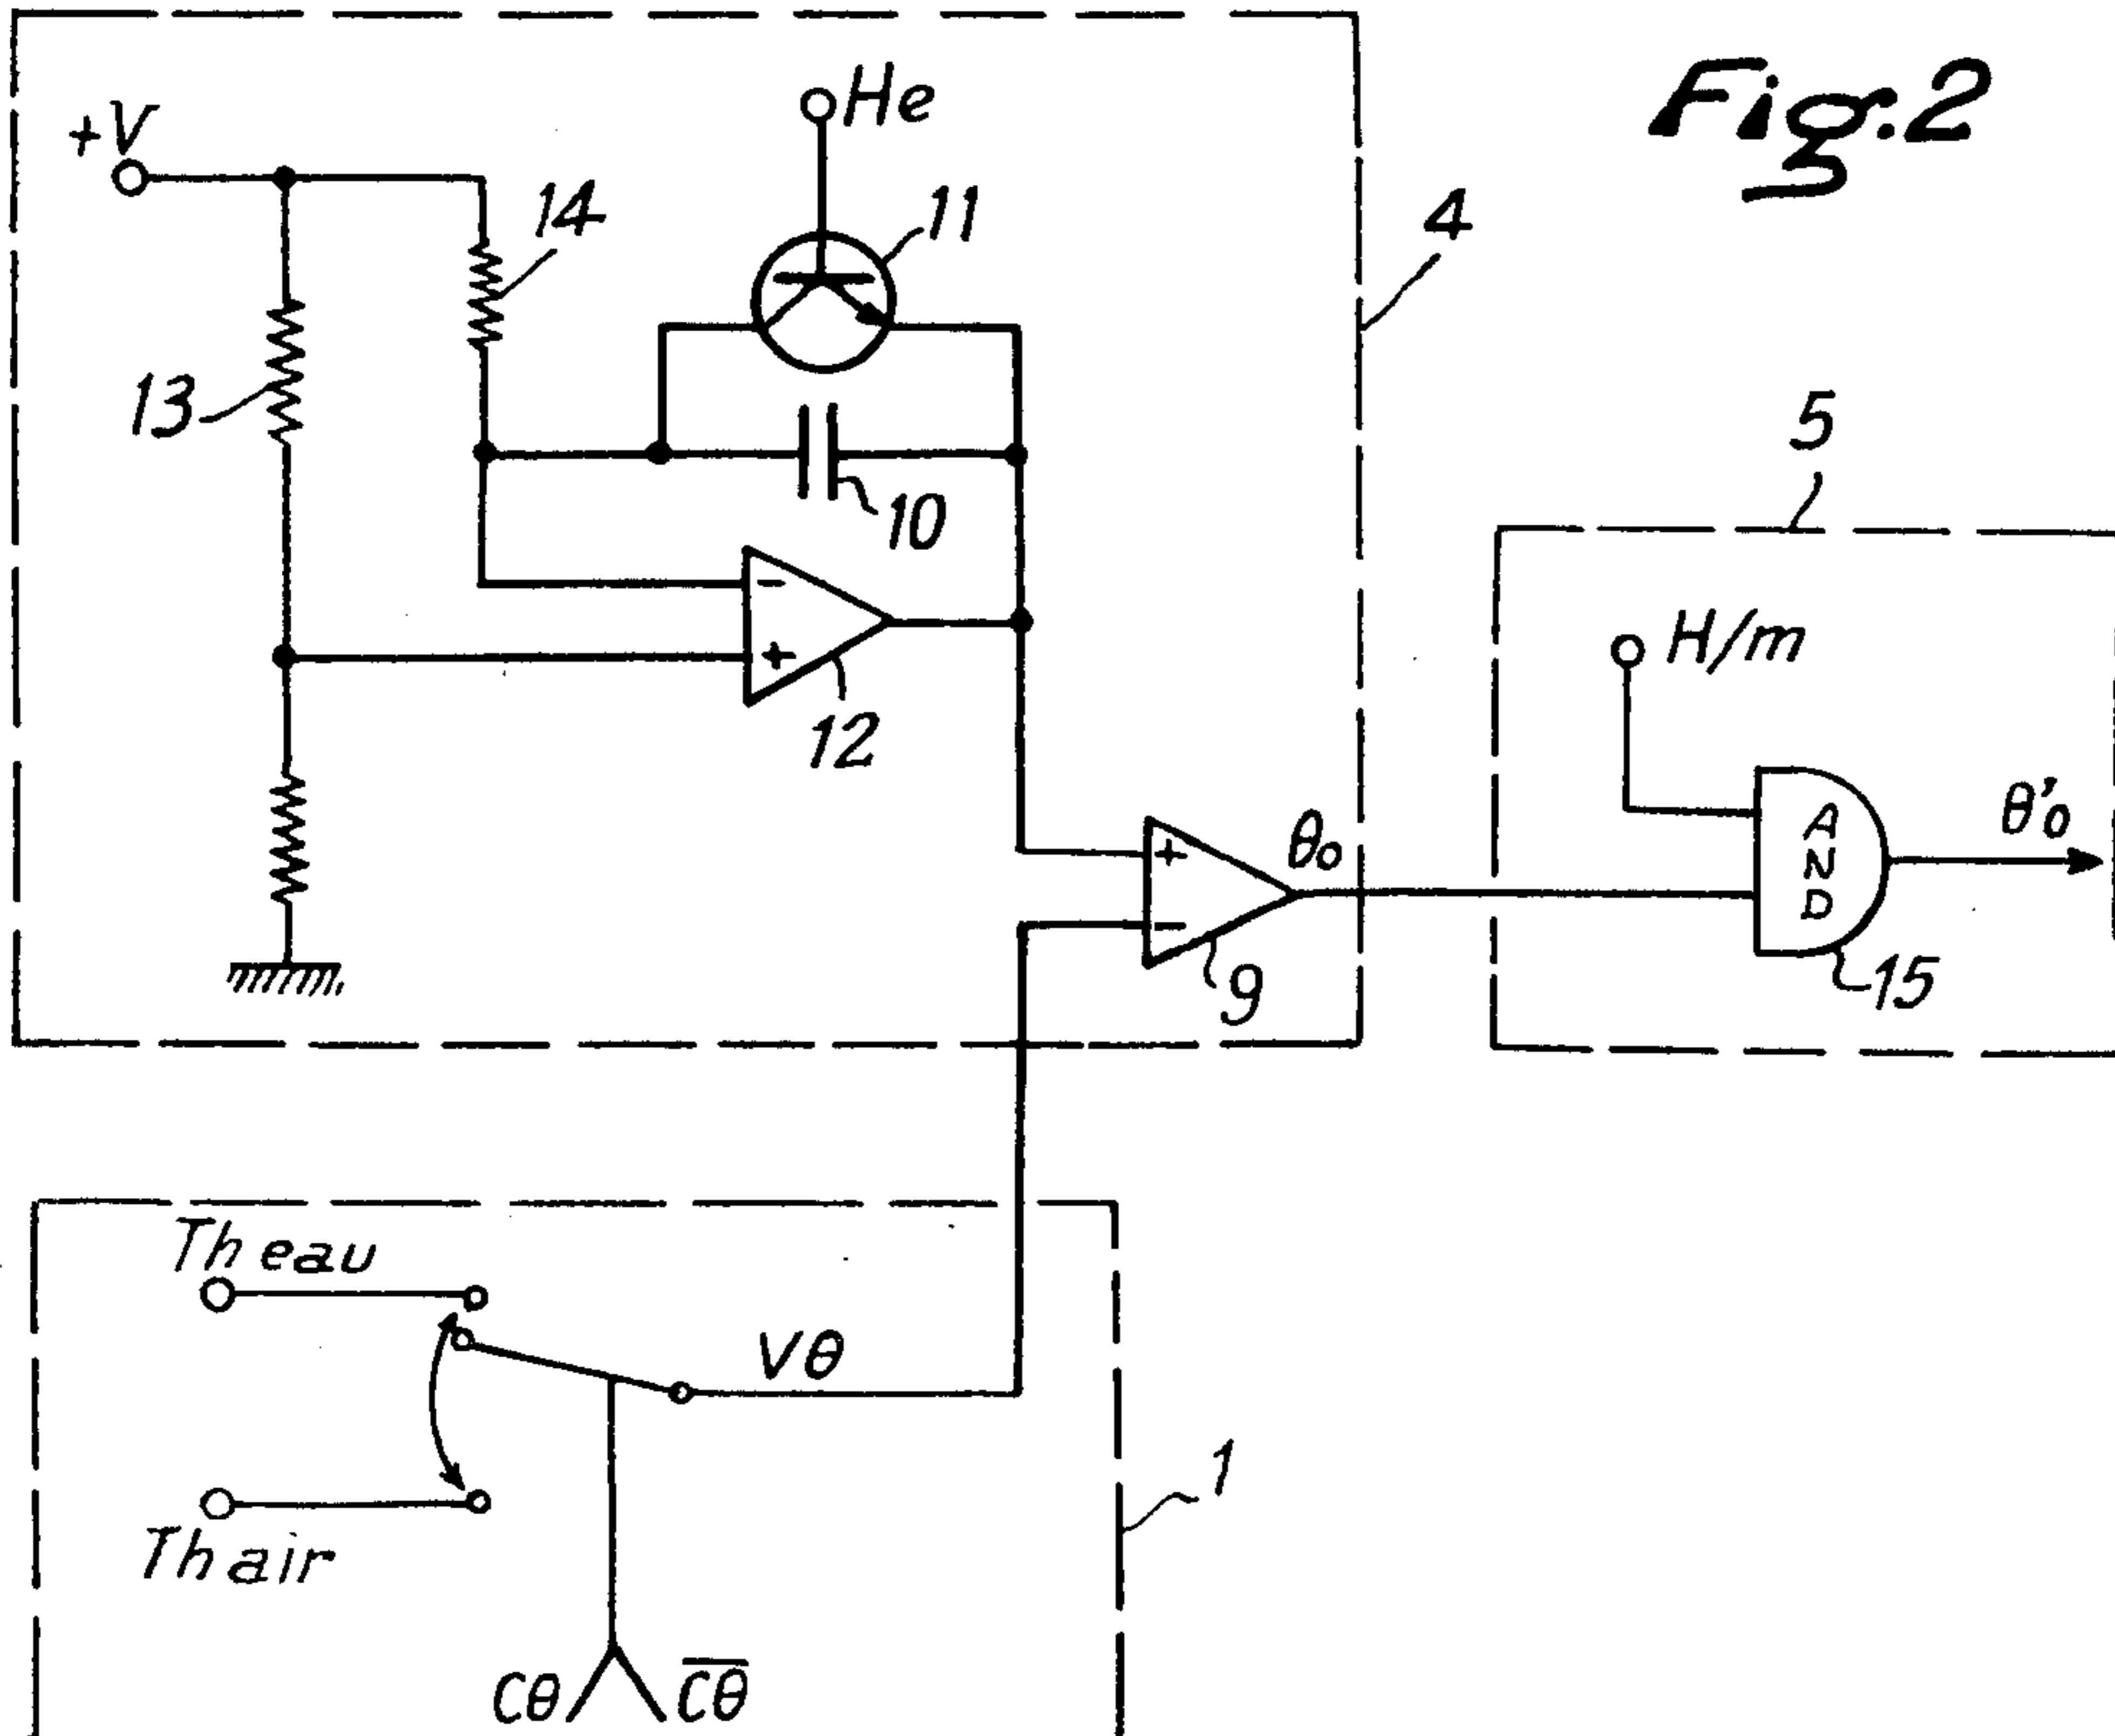 Fig.2
He
+V
14
11
4
13
5
10
H/m
-
+
12
A
N
D
θ'o
+
θo
-
9
15
Th eau
Vθ
1
Th air
Cθ
C̅θ̅